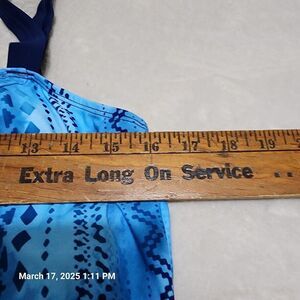 13 14 15 16 17 18 19
Extra Long On Service ..
March 17, 2025 1:11 PM